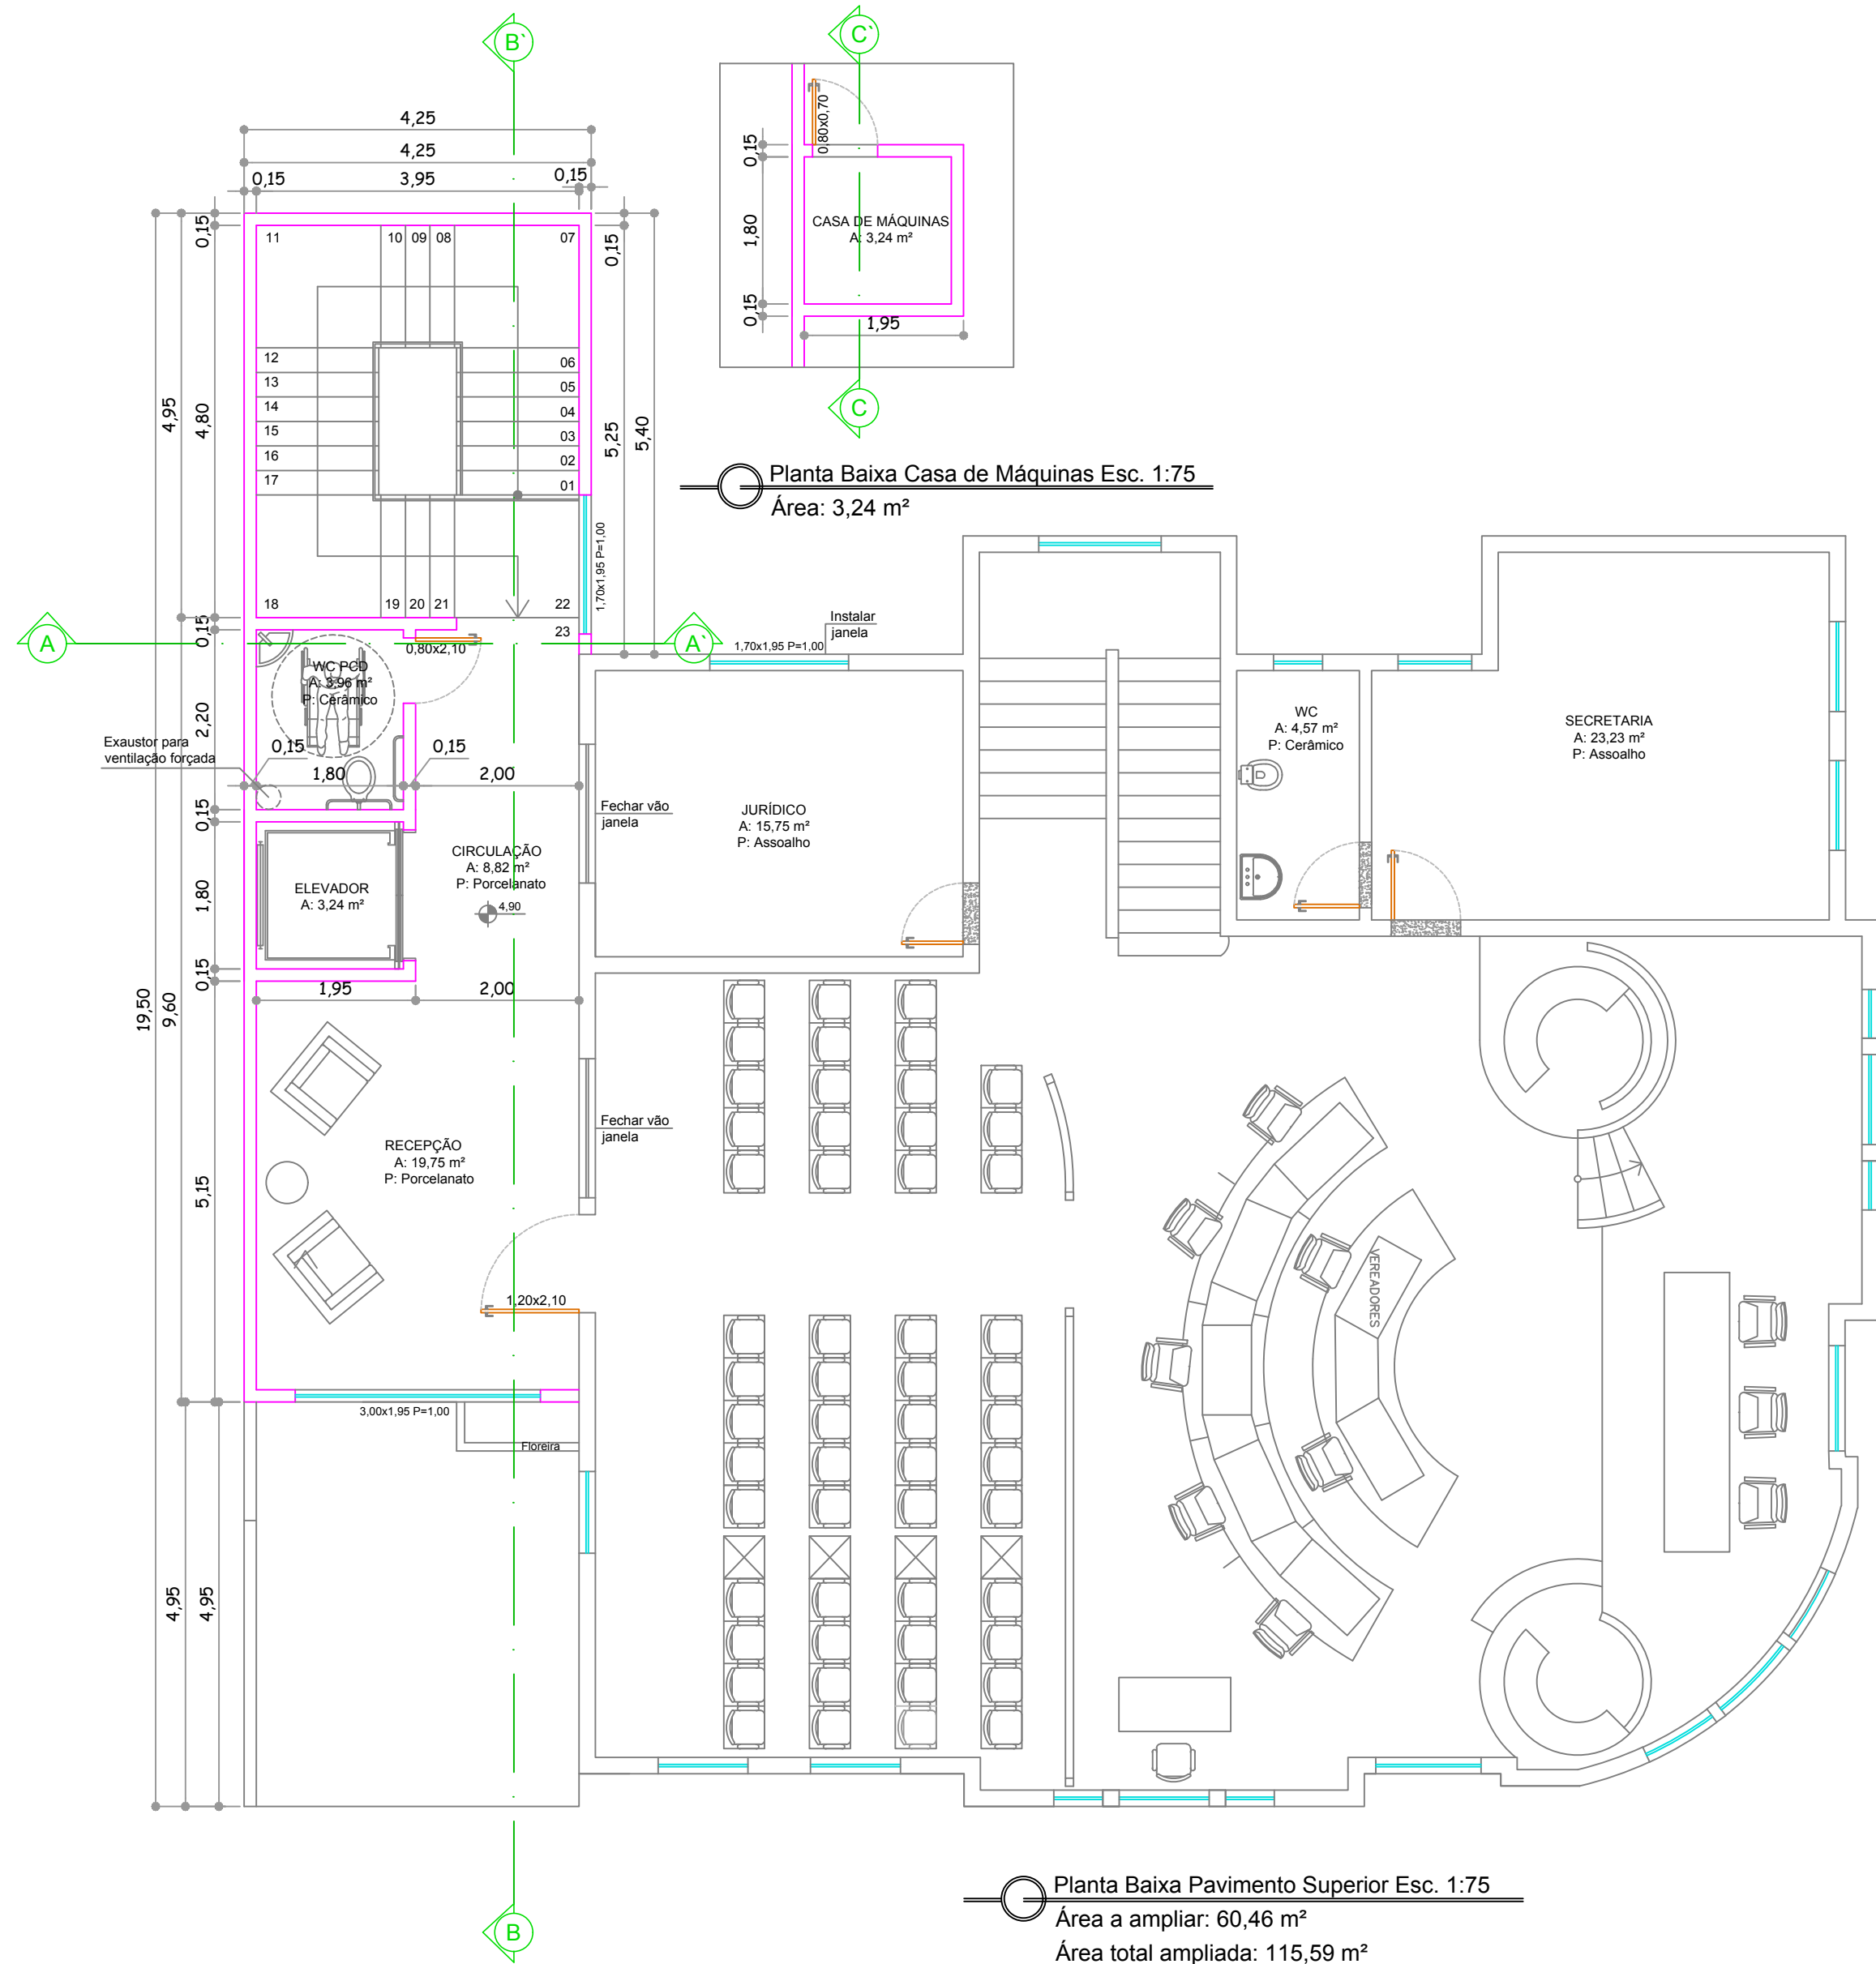 B`
C`
4,25
4,25
0,15
3,95
0,15
0,80x0,70
0,15
1,80
0,15
CASA DE MÁQUINAS
A: 3,24 m²
1,95
C
Planta Baixa Casa de Máquinas Esc. 1:75
Área: 3,24 m²
0,15
11
10
09
08
07
0,15
12
13
14
15
16
17
06
05
04
03
02
01
4,95
4,80
5,25
5,40
1,70x1,95 P=1,00
18
19
20
21
22
23
A
A`
0,15
0,80x2,10
Instalar
janela
1,70x1,95 P=1,00
WC PCD
A: 3,96 m²
P: Cerâmico
2,20
Exaustor para
ventilação forçada
0,15
0,15
1,80
2,00
0,15
Fechar vão
janela
JURÍDICO
A: 15,75 m²
P: Assoalho
WC
A: 4,57 m²
P: Cerâmico
SECRETARIA
A: 23,23 m²
P: Assoalho
CIRCULAÇÃO
A: 8,82 m²
P: Porcelanato
4,90
ELEVADOR
A: 3,24 m²
1,80
0,15
1,95
2,00
19,50
9,60
Fechar vão
janela
RECEPÇÃO
A: 19,75 m²
P: Porcelanato
5,15
VEREADORES
1,20x2,10
3,00x1,95 P=1,00
Floreira
4,95
4,95
B
Planta Baixa Pavimento Superior Esc. 1:75
Área a ampliar: 60,46 m²
Área total ampliada: 115,59 m²